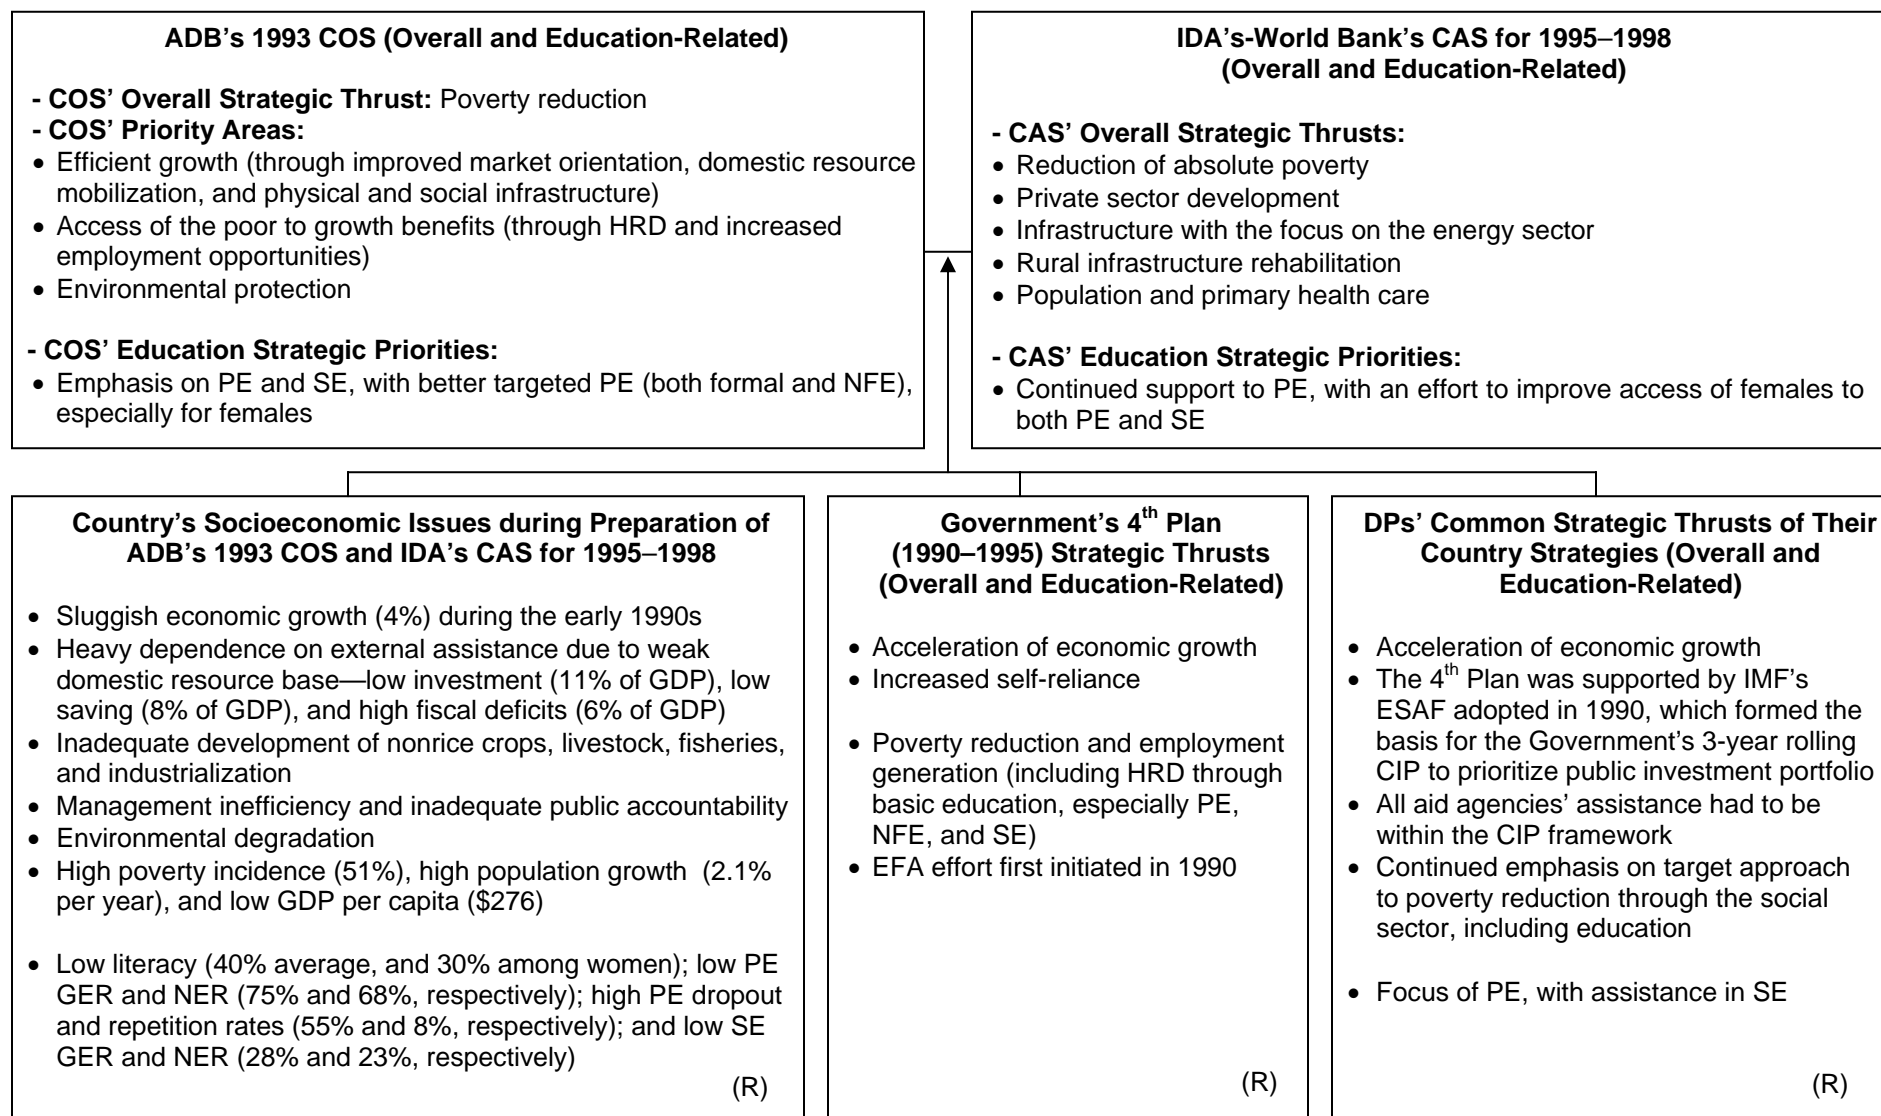 ADB’s 1993 COS (Overall and Education-Related)
- COS’ Overall Strategic Thrust: Poverty reduction
- COS’ Priority Areas:
• Efficient growth (through improved market orientation, domestic resource
mobilization, and physical and social infrastructure)
• Access of the poor to growth benefits (through HRD and increased
employment opportunities)
• Environmental protection
- COS’ Education Strategic Priorities:
• Emphasis on PE and SE, with better targeted PE (both formal and NFE),
especially for females
IDA’s-World Bank’s CAS for 1995–1998
(Overall and Education-Related)
- CAS’ Overall Strategic Thrusts:
• Reduction of absolute poverty
• Private sector development
• Infrastructure with the focus on the energy sector
• Rural infrastructure rehabilitation
• Population and primary health care
- CAS’ Education Strategic Priorities:
• Continued support to PE, with an effort to improve access of females to
both PE and SE
Country’s Socioeconomic Issues during Preparation of
ADB’s 1993 COS and IDA’s CAS for 1995–1998
• Sluggish economic growth (4%) during the early 1990s
• Heavy dependence on external assistance due to weak
domestic resource base—low investment (11% of GDP), low
saving (8% of GDP), and high fiscal deficits (6% of GDP)
• Inadequate development of nonrice crops, livestock, fisheries,
and industrialization
• Management inefficiency and inadequate public accountability
• Environmental degradation
• High poverty incidence (51%), high population growth (2.1%
per year), and low GDP per capita ($276)
• Low literacy (40% average, and 30% among women); low PE
GER and NER (75% and 68%, respectively); high PE dropout
and repetition rates (55% and 8%, respectively); and low SE
GER and NER (28% and 23%, respectively)
(R)
Government’s 4th Plan
(1990–1995) Strategic Thrusts
(Overall and Education-Related)
• Acceleration of economic growth
• Increased self-reliance
• Poverty reduction and employment
generation (including HRD through
basic education, especially PE,
NFE, and SE)
• EFA effort first initiated in 1990
(R)
DPs’ Common Strategic Thrusts of Their
Country Strategies (Overall and
Education-Related)
• Acceleration of economic growth
• The 4th Plan was supported by IMF’s
ESAF adopted in 1990, which formed the
basis for the Government’s 3-year rolling
CIP to prioritize public investment portfolio
• All aid agencies’ assistance had to be
within the CIP framework
• Continued emphasis on target approach
to poverty reduction through the social
sector, including education
• Focus of PE, with assistance in SE
(R)